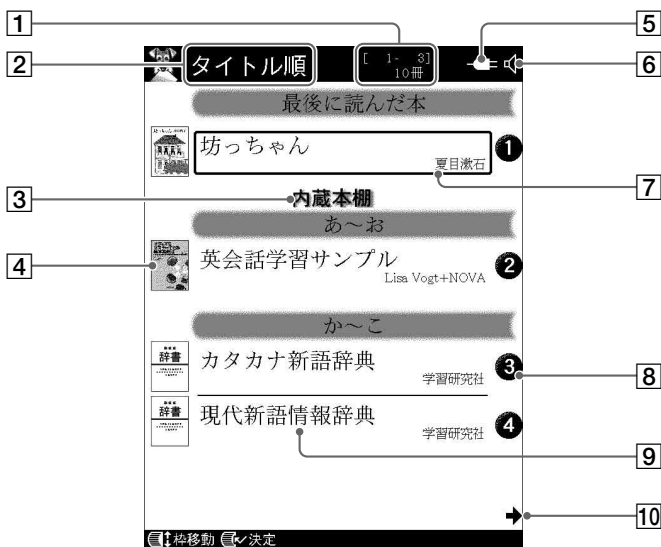 1
2
3
4
5
6
7
8
9
10
タイトル順
[ 1- 3]
10冊
最後に読んだ本
坊っちゃん
夏目漱石
1
内蔵本棚
あ〜お
英会話学習サンプル
Lisa Vogt+NOVA
2
か〜こ
辞書
カタカナ新語辞典
学習研究社
3
辞書
現代新語情報辞典
学習研究社
4
枠移動 決定